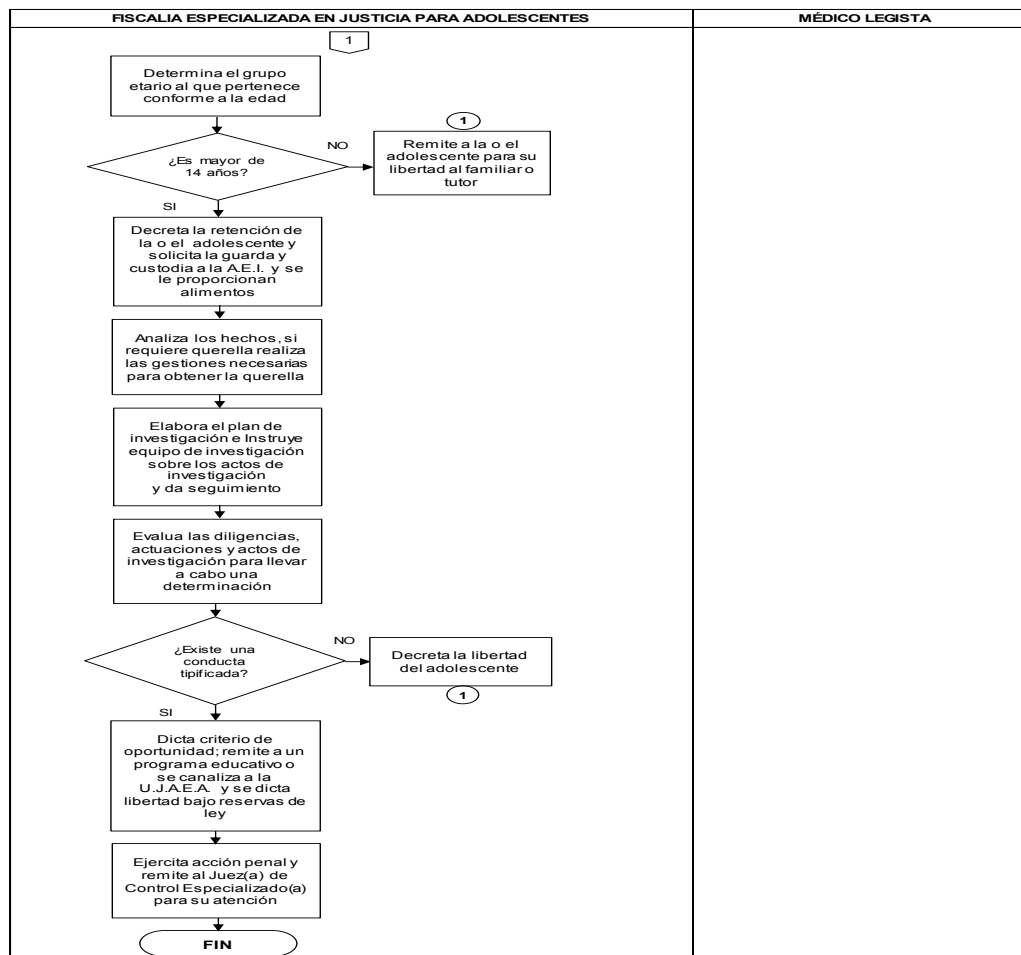 FISCALIA ESPECIALIZADA EN JUSTICIA PARA ADOLESCENTES
MÉDICO LEGISTA
1
Determina el grupo
etario al que pertenece
conforme a la edad
¿Es mayor de
14 años?
NO
1
Remite a la o el
adolescente para su
libertad al familiar o
tutor
SI
Decreta la retención de
la o el adolescente y
solicita la guarda y
custodia a la A.E.I. y se
le proporcionan
alimentos
Analiza los hechos, si
requiere querella realiza
las gestiones necesarias
para obtener la querella
Elabora el plan de
investigación e Instruye
equipo de investigación
sobre los actos de
investigación
y da seguimiento
Evalua las diligencias,
actuaciones y actos de
investigación para llevar
a cabo una
determinación
¿Existe una
conducta
tipificada?
NO
Decreta la libertad
del adolescente
1
SI
Dicta criterio de
oportunidad; remite a un
programa educativo o
se canaliza a la
U.J.A.E.A. y se dicta
libertad bajo reservas de
ley
Ejercita acción penal y
remite al Juez(a) de
Control Especializado(a)
para su atención
FIN